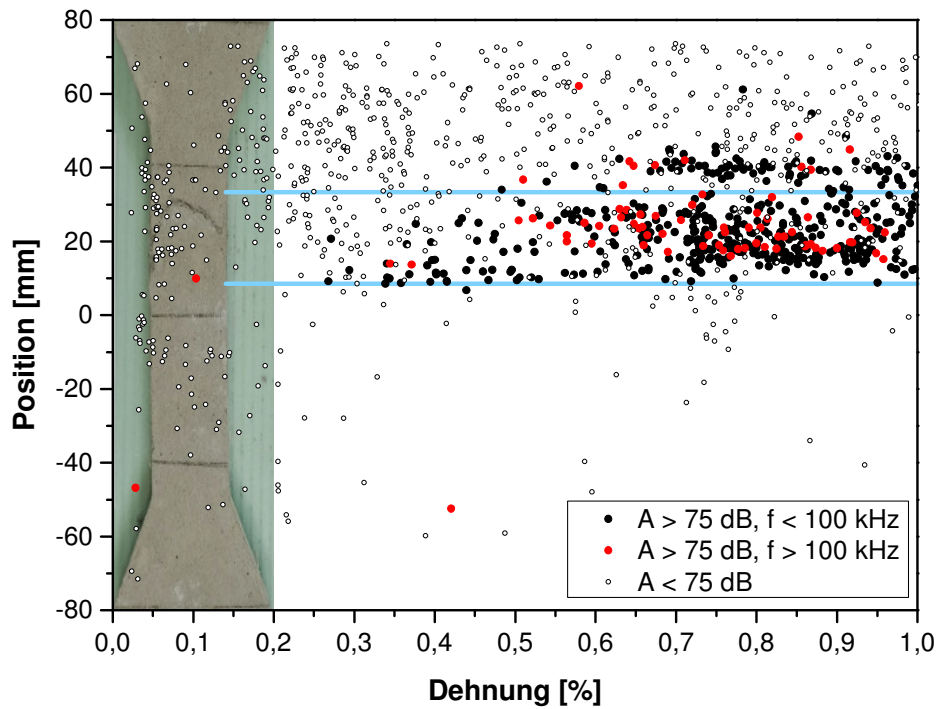 80
60
40
20
0
-20
-40
-60
-80
Position [mm]
A > 75 dB, f < 100 kHz
A > 75 dB, f > 100 kHz
A < 75 dB
0,0 0,1 0,2 0,3 0,4 0,5 0,6 0,7 0,8 0,9 1,0
Dehnung [%]